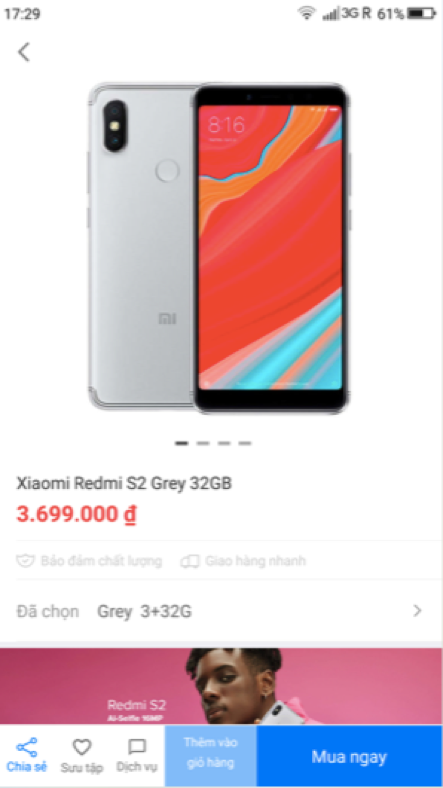 17:29
3G R 61%
8:16
mi
Xiaomi Redmi S2 Grey 32GB
3.699.000 ₫
Bảo đảm chất lượng
Giao hàng nhanh
Đã chọn Grey 3+32G
Redmi S2
AI-Selfie 16MP
Chia sẻ
Sưu tập
Dịch vụ
Thêm vào
giỏ hàng
Mua ngay